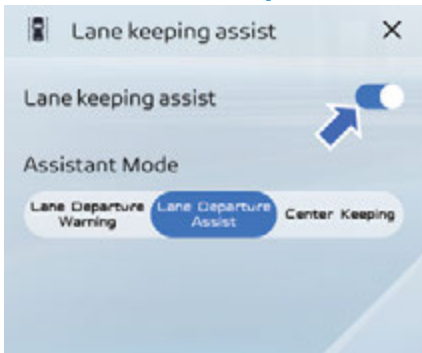 Lane keeping assist
Lane keeping assist
Assistant Mode
Lane Departure
Warning
Lane Departure
Assist
Center Keeping